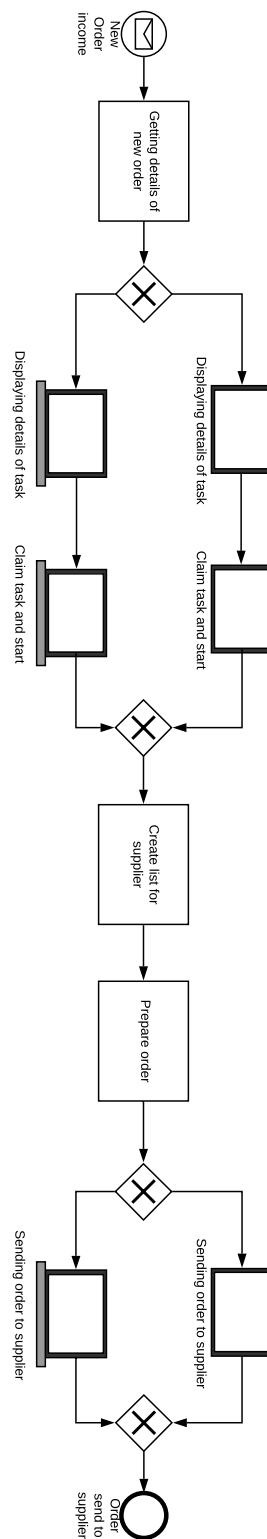 New
Order
income
Getting details of
new order
Displaying details of task
Displaying details of task
Claim task and start
Claim task and start
Create list for
supplier
Prepare order
Sending order to supplier
Sending order to supplier
Order
send to
supplier